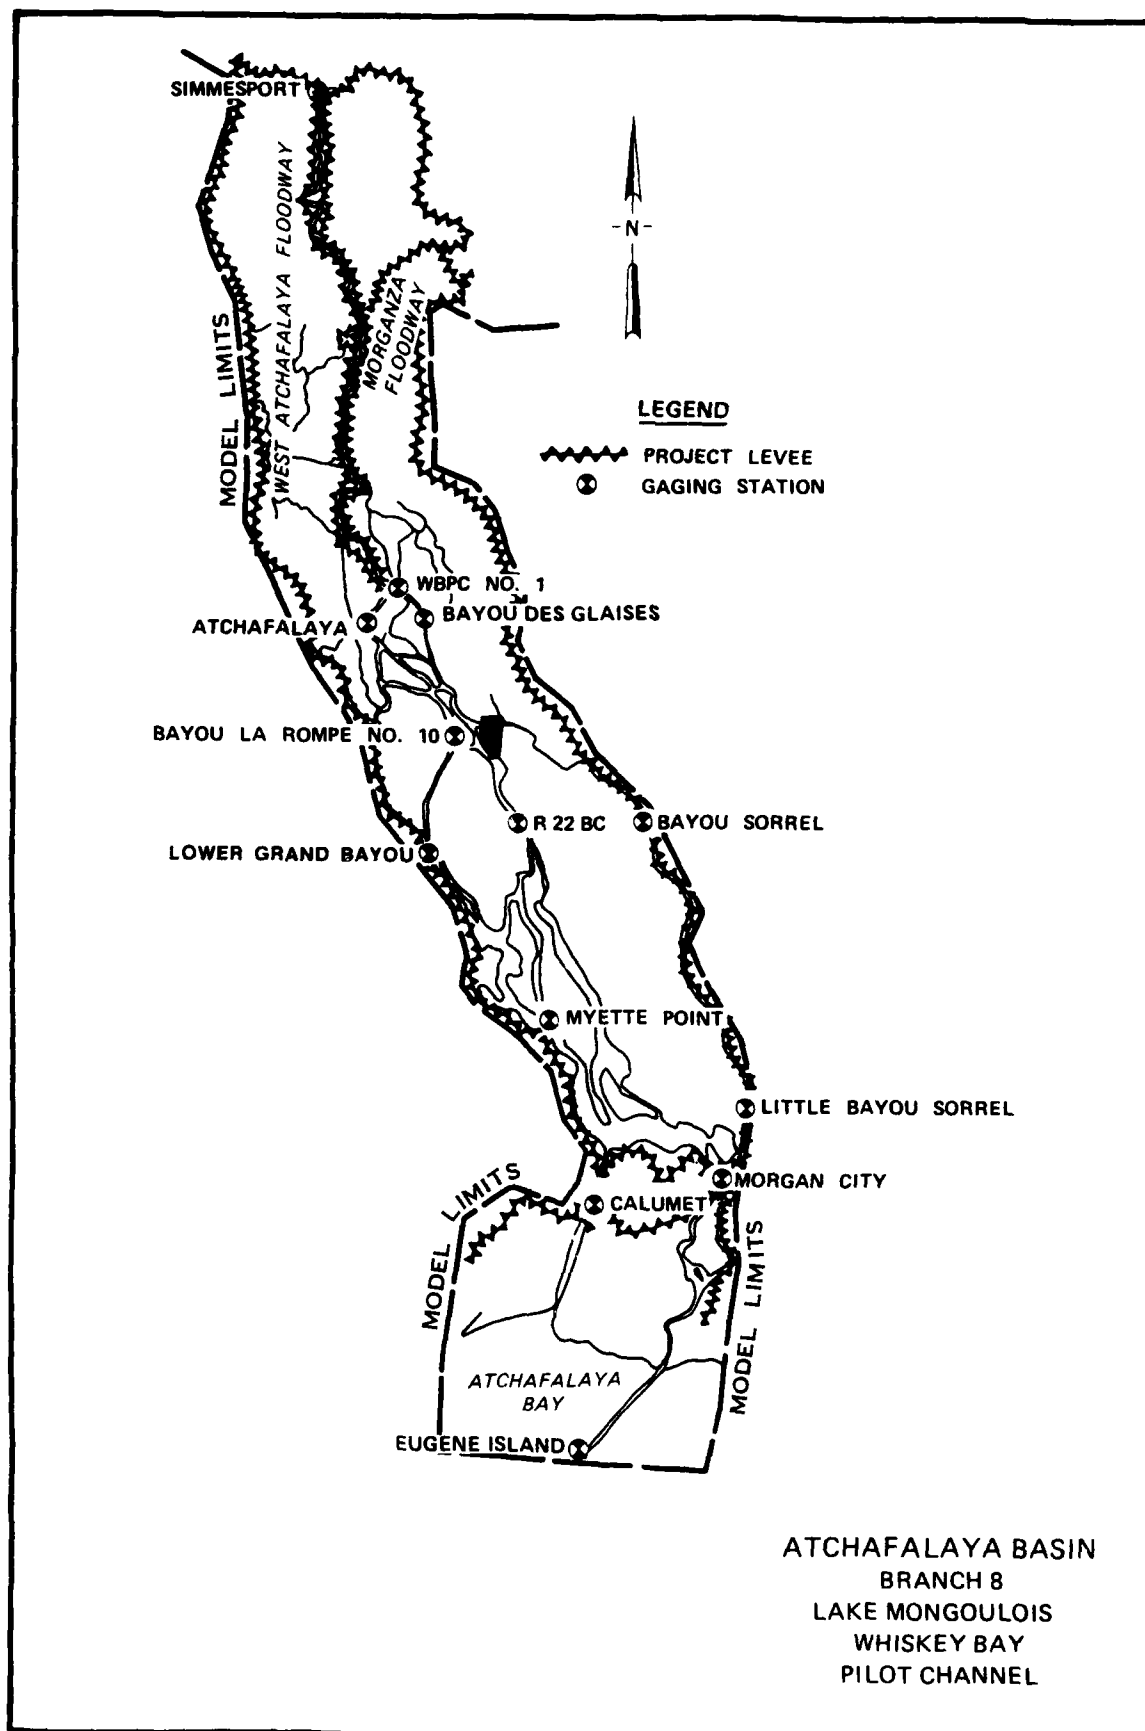 SIMMESPORT
WEST ATCHAFALAYA FLOODWAY
-N-
MORGANZA
FLOODWAY
MODEL LIMITS
LEGEND
PROJECT LEVEE
GAGING STATION
WBPC NO. 1
BAYOU DES GLAISES
ATCHAFALAYA
BAYOU LA ROMPE NO. 10
R 22 BC
BAYOU SORREL
LOWER GRAND BAYOU
MYETTE POINT
LITTLE BAYOU SORREL
MORGAN CITY
MODEL LIMITS
CALUMET
MODEL LIMITS
ATCHAFALAYA
BAY
EUGENE ISLAND
ATCHAFALAYA BASIN
BRANCH 8
LAKE MONGOULOIS
WHISKEY BAY
PILOT CHANNEL